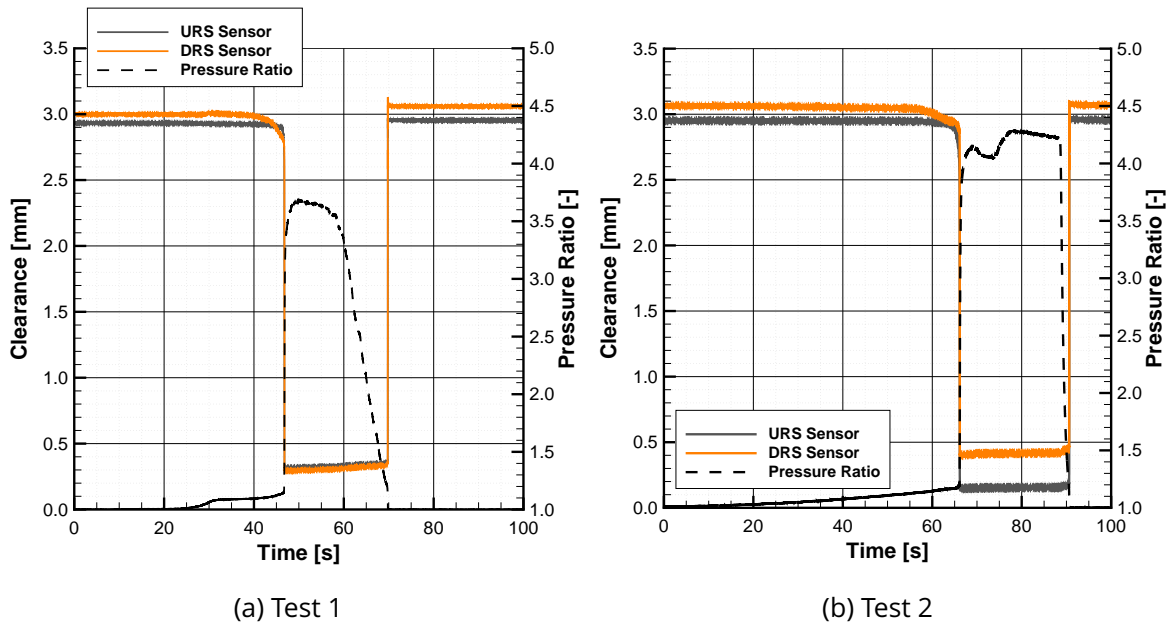 URS Sensor
DRS Sensor
Pressure Ratio
3.5
3.0
2.5
2.0
1.5
1.0
0.5
0.0
Clearance [mm]
5.0
4.5
4.0
3.5
3.0
2.5
2.0
1.5
1.0
Pressure Ratio [-]
0 20 40 60 80 100
Time [s]
(a) Test 1
3.5
3.0
2.5
2.0
1.5
1.0
0.5
0.0
Clearance [mm]
5.0
4.5
4.0
3.5
3.0
2.5
2.0
1.5
1.0
Pressure Ratio [-]
URS Sensor
DRS Sensor
Pressure Ratio
0 20 40 60 80 100
Time [s]
(b) Test 2